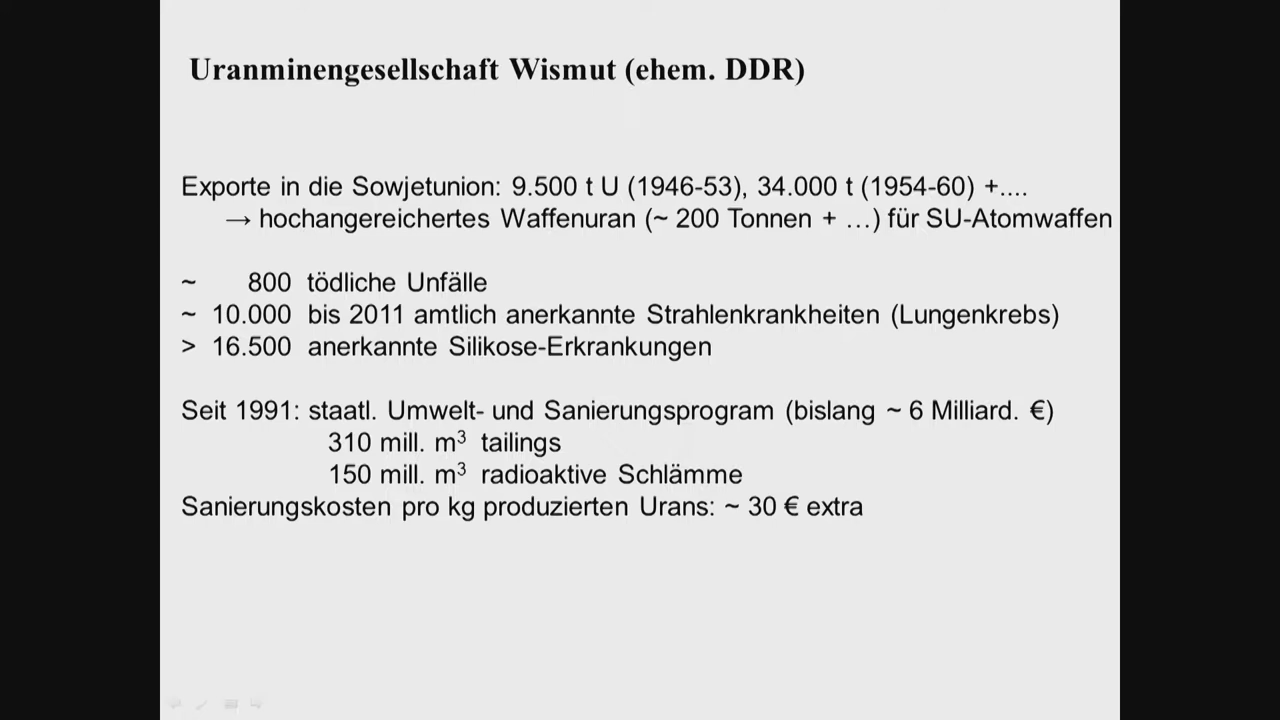 Uranminengesellschaft Wismut (ehem. DDR)
Exporte in die Sowjetunion: 9.500 t U (1946-53), 34.000 t (1954-60) +....
→ hochangereichertes Waffenuran (~ 200 Tonnen + …) für SU-Atomwaffen
~ 800 tödliche Unfälle
~ 10.000 bis 2011 amtlich anerkannte Strahlenkrankheiten (Lungenkrebs)
> 16.500 anerkannte Silikose-Erkrankungen
Seit 1991: staatl. Umwelt- und Sanierungsprogram (bislang ~ 6 Milliard. €)
310 mill. m³ tailings
150 mill. m³ radioaktive Schlämme
Sanierungskosten pro kg produzierten Urans: ~ 30 € extra